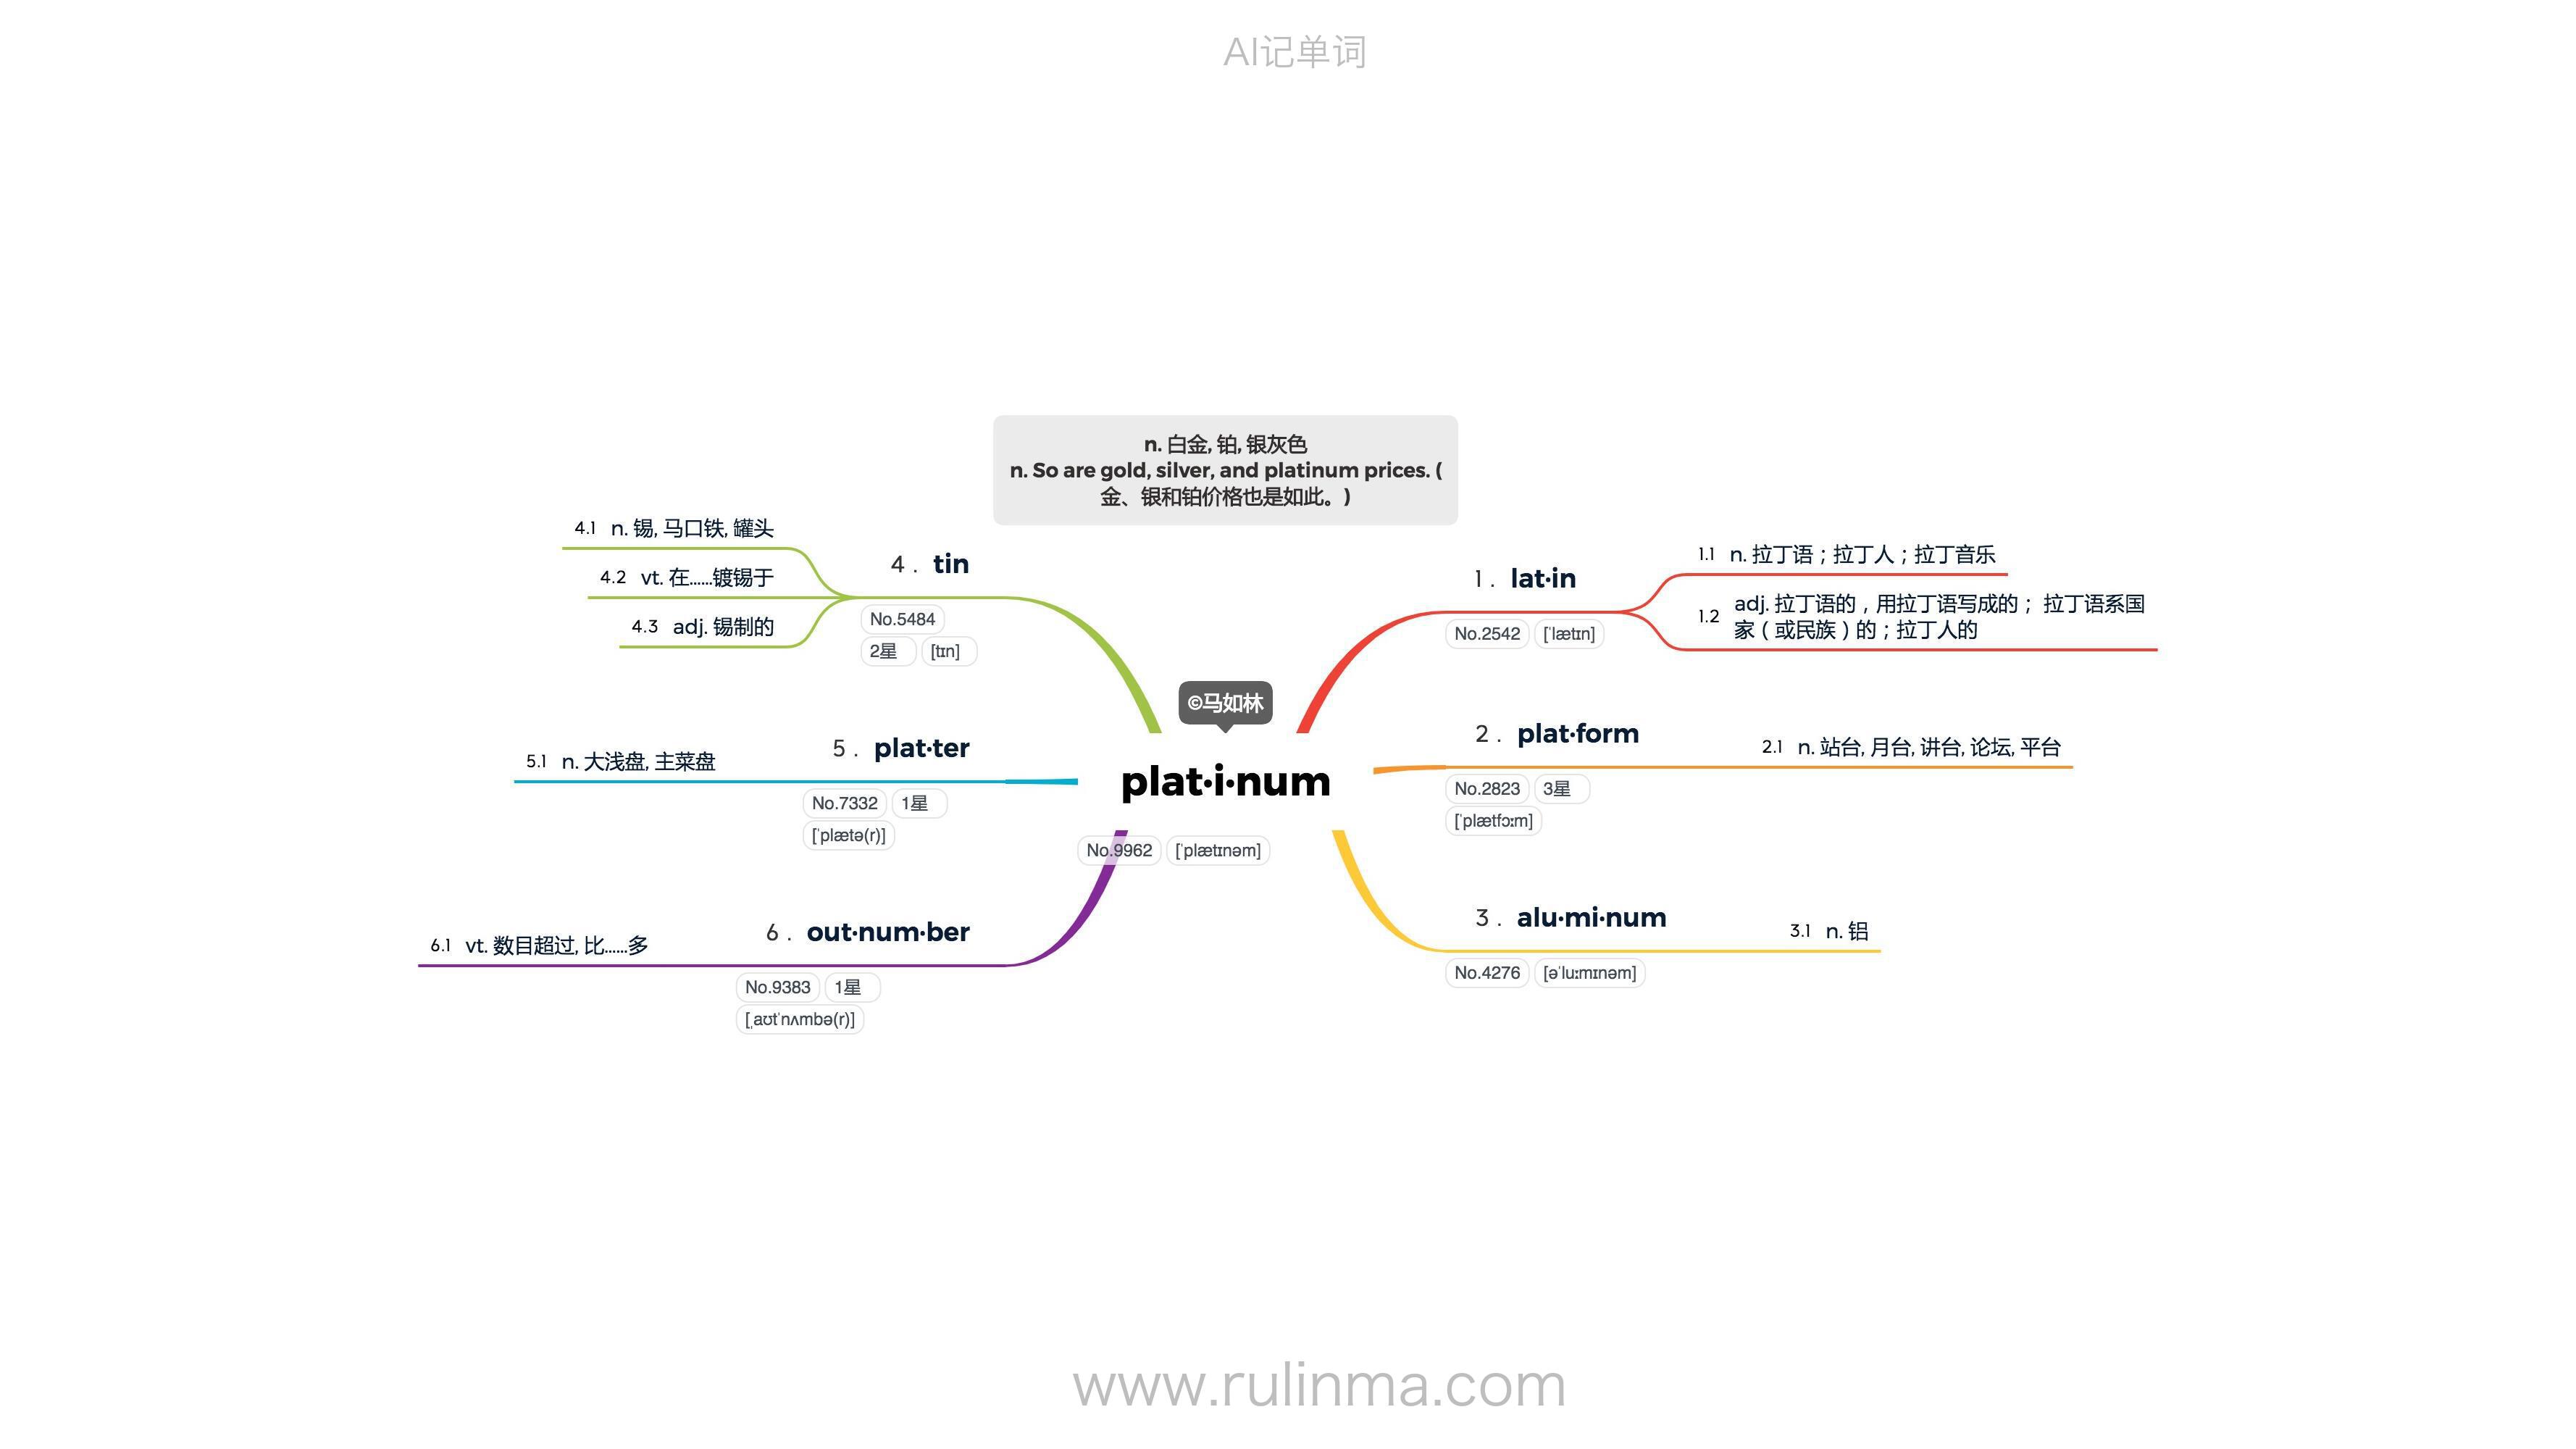 AI记单词
n. 白金, 铂, 银灰色
n. So are gold, silver, and platinum prices. (
金、银和铂价格也是如此。)
©马如林
plat·i·num
No.9962 [ˈplætɪnəm]
1 . lat·in
No.2542 [ˈlætɪn]
1.1 n. 拉丁语；拉丁人；拉丁音乐
1.2 adj. 拉丁语的，用拉丁语写成的； 拉丁语系国
家（或民族）的；拉丁人的
2 . plat·form
No.2823 3星
[ˈplætfɔːm]
2.1 n. 站台, 月台, 讲台, 论坛, 平台
3 . alu·mi·num
No.4276 [əˈluːmɪnəm]
3.1 n. 铝
4 . tin
No.5484
2星 [tɪn]
4.1 n. 锡, 马口铁, 罐头
4.2 vt. 在......镀锡于
4.3 adj. 锡制的
5 . plat·ter
No.7332 1星
[ˈplætə(r)]
5.1 n. 大浅盘, 主菜盘
6 . out·num·ber
No.9383 1星
[ˌaʊtˈnʌmbə(r)]
6.1 vt. 数目超过, 比......多
www.rulinma.com